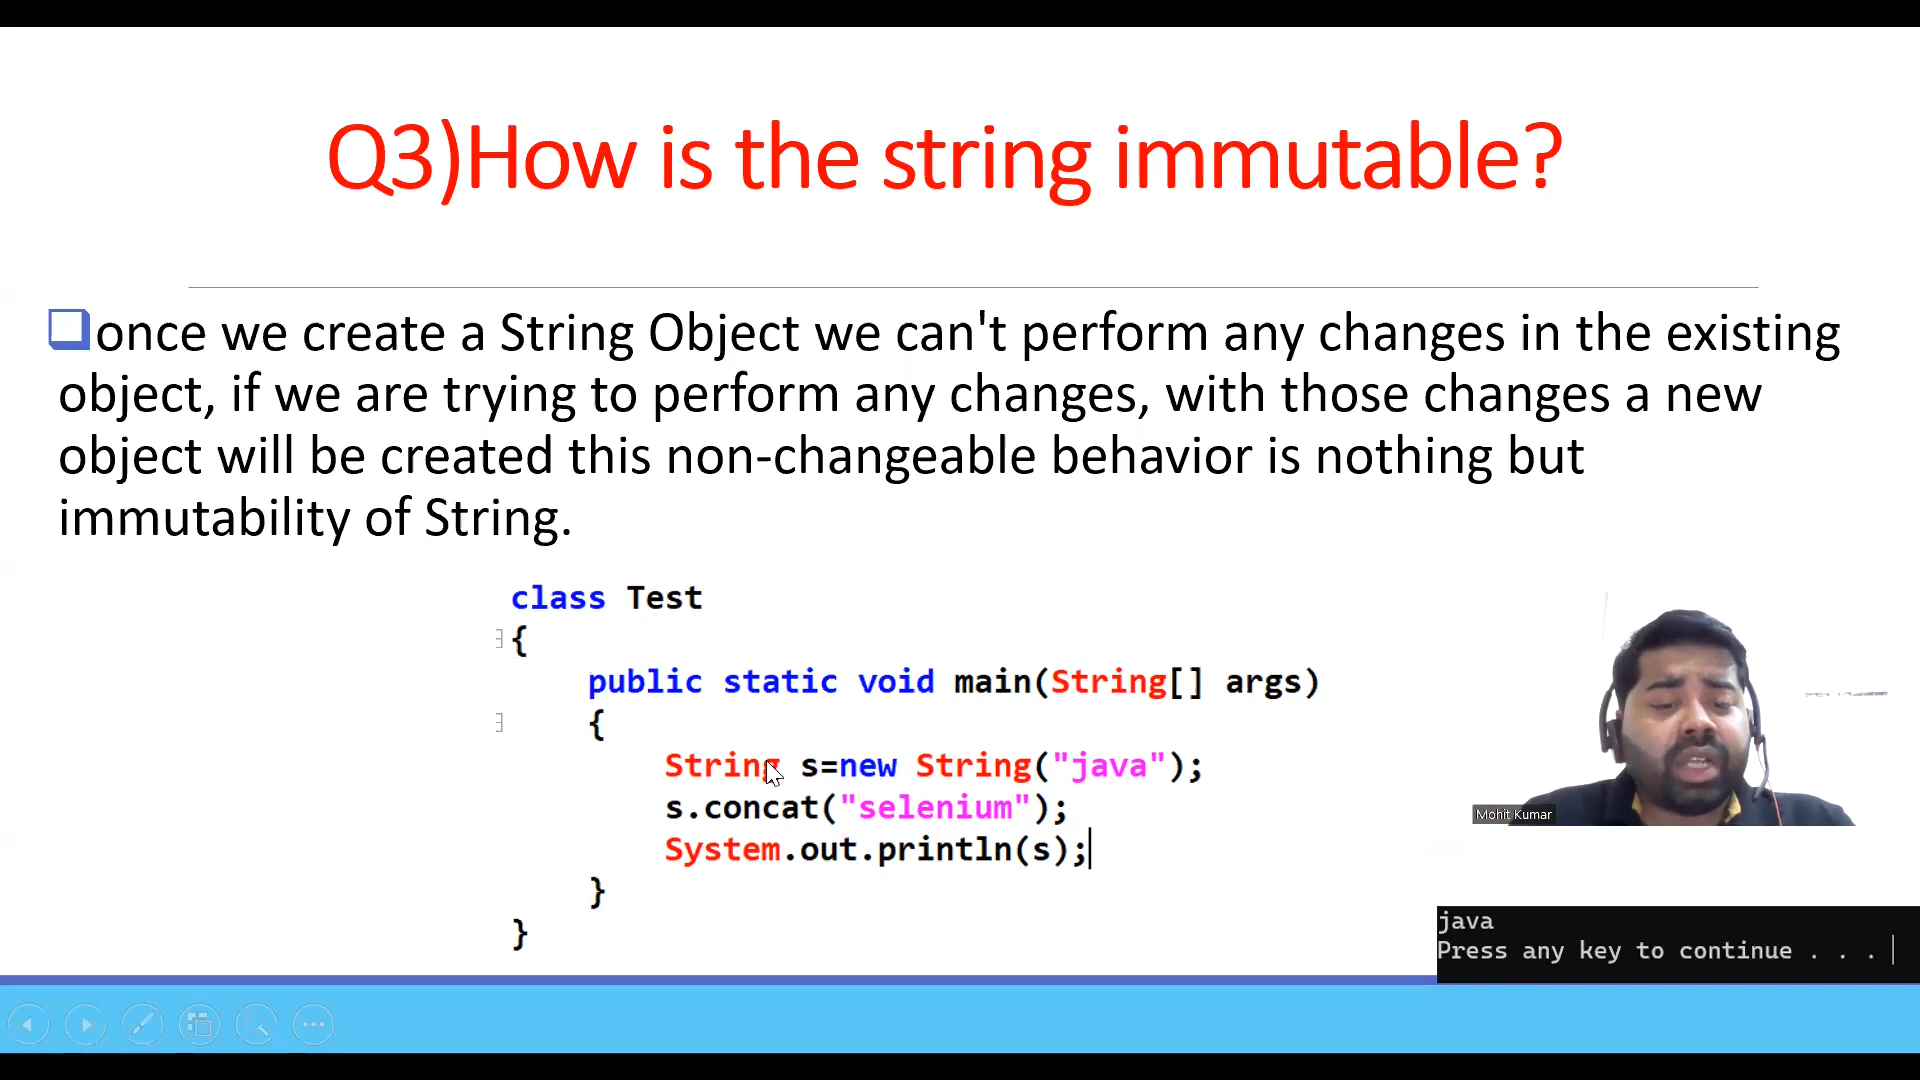 Q3)How is the string immutable?
once we create a String Object we can't perform any changes in the existing
object, if we are trying to perform any changes, with those changes a new
object will be created this non-changeable behavior is nothing but
immutability of String.
class Test
{
public static void main(String[] args)
{
String s=new String("java");
s.concat("selenium");
System.out.println(s);
}
}
Mohit Kumar
java
Press any key to continue . . .